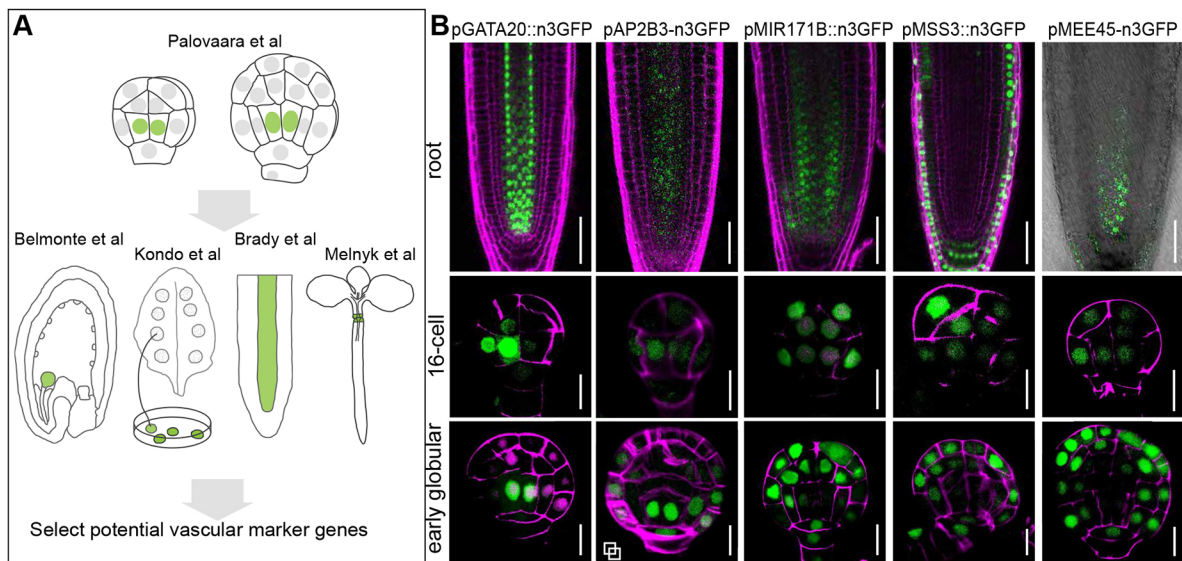 A
Palovaara et al
Belmonte et al
Kondo et al
Brady et al
Melnyk et al
Select potential vascular marker genes
B
pGATA20::n3GFP
pAP2B3-n3GFP
pMIR171B::n3GFP
pMSS3::n3GFP
pMEE45-n3GFP
root
16-cell
early globular